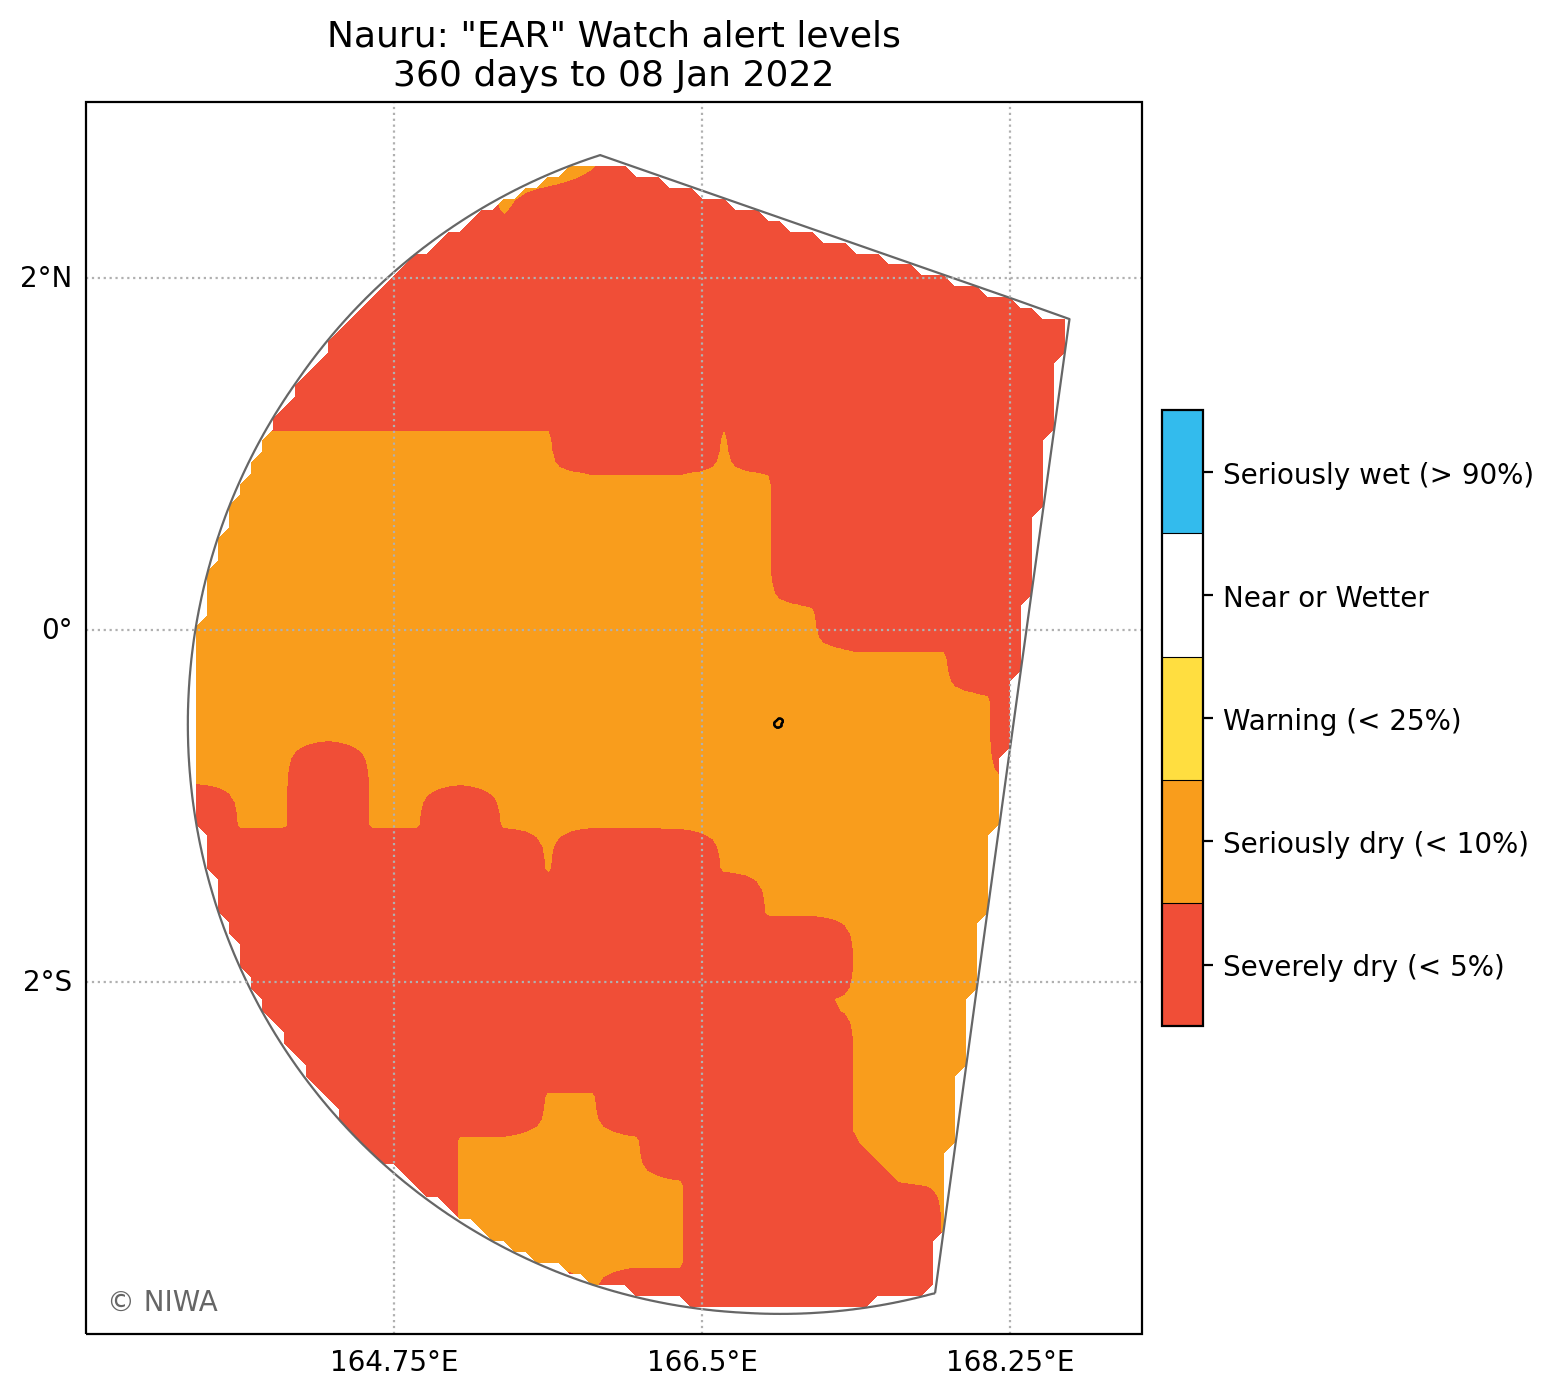 Nauru: "EAR" Watch alert levels
360 days to 08 Jan 2022
2°N
0°
2°S
164.75°E
166.5°E
168.25°E
Seriously wet (> 90%)
Near or Wetter
Warning (< 25%)
Seriously dry (< 10%)
Severely dry (< 5%)
© NIWA